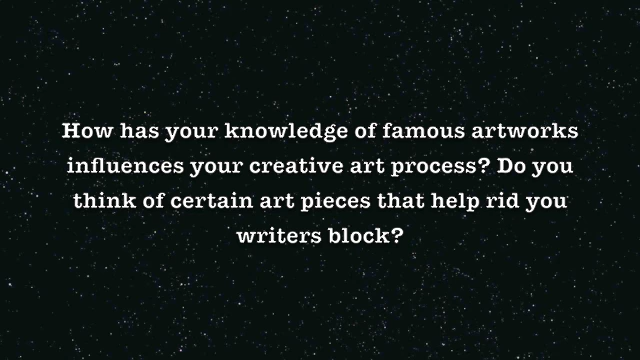 How has your knowledge of famous artworks
influences your creative art process? Do you
think of certain art pieces that help rid you
writers block?